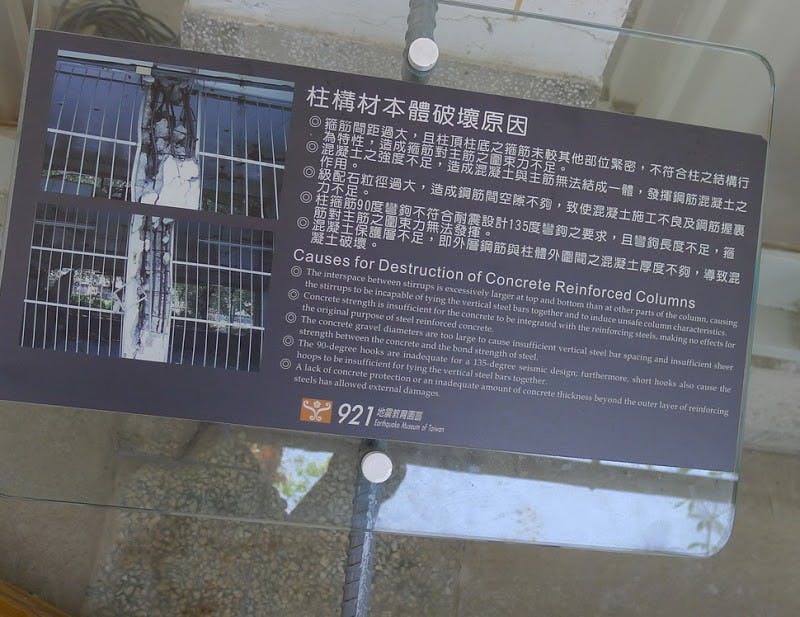 柱構材本體破壞原因
◎ 箍筋間距過大，且柱頂柱底之箍筋未較其他部位緊密，不符合柱之結構行
為特性，造成箍筋對主筋之圍束力不足。
◎ 混凝土之強度不足，造成混凝土與主筋無法結成一體，發揮鋼筋混凝土之
作用。
◎ 級配石粒徑過大，造成鋼筋間空隙不夠，致使混凝土施工不良及鋼筋握裹
力不足。
◎ 柱箍筋90度彎鉤不符合耐震設計135度彎鉤之要求，且彎鉤長度不足，箍
筋對主筋之圍束力無法發揮。
◎ 混凝土保護層不足，即外層鋼筋與柱體外圍間之混凝土厚度不夠，導致混
凝土破壞。
Causes for Destruction of Concrete Reinforced Columns
◎ The interspace between stirrups is excessively larger at top and bottom than at other parts of the column, causing
the stirrups to be incapable of tying the vertical steel bars together and to induce unsafe column characteristics.
◎ Concrete strength is insufficient for the concrete to be integrated with the reinforcing steels, making no effects for
the original purpose of steel reinforced concrete.
◎ The concrete gravel diameters are too large to cause insufficient vertical steel bar spacing and insufficient sheer
strength between the concrete and the bond strength of steel.
◎ The 90-degree hooks are inadequate for a 135-degree seismic design; furthermore, short hooks also cause the
hoops to be insufficient for tying the vertical steel bars together.
◎ A lack of concrete protection or an inadequate amount of concrete thickness beyond the outer layer of reinforcing
steels has allowed external damages.
921 地震教育園區
Earthquake Museum of Taiwan